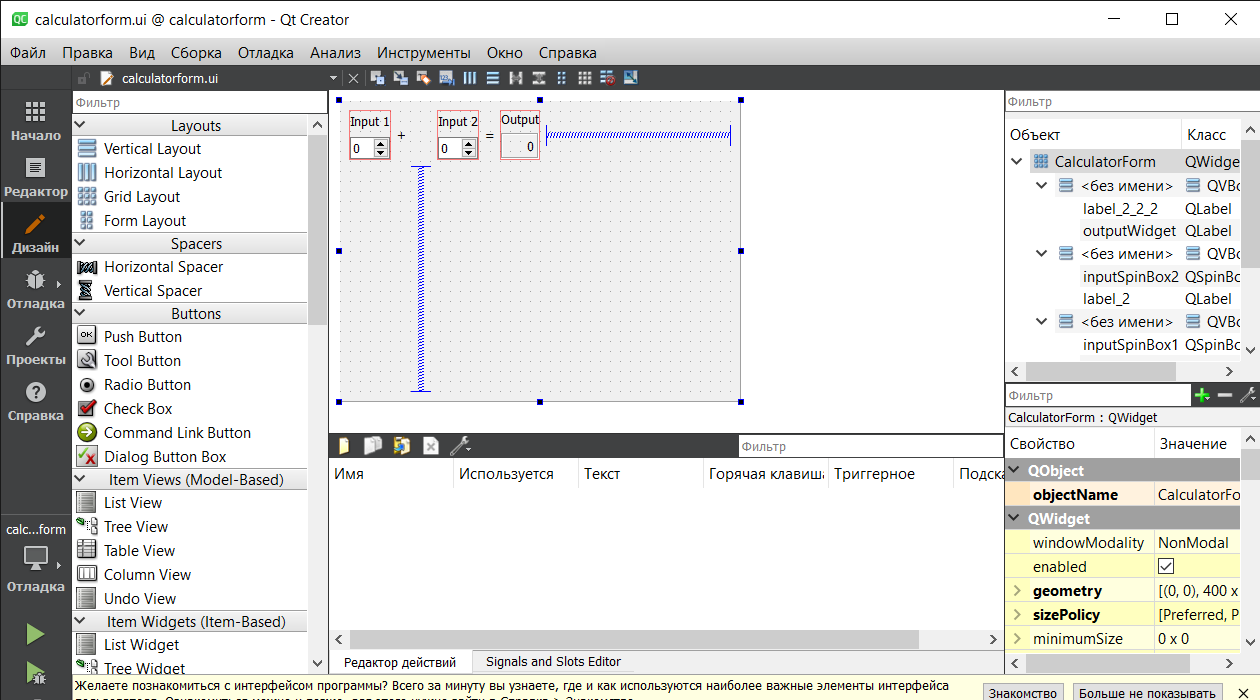 calculatorform.ui @ calculatorform - Qt Creator
Файл Правка Вид Сборка Отладка Анализ Инструменты Окно Справка
calculatorform.ui
Начало
Редактор
Дизайн
Отладка
Проекты
Справка
calc...form
Отладка
Фильтр
Layouts
Vertical Layout
Horizontal Layout
Grid Layout
Form Layout
Spacers
Horizontal Spacer
Vertical Spacer
Buttons
OK Push Button
Tool Button
Radio Button
Check Box
Command Link Button
Dialog Button Box
Item Views (Model-Based)
List View
Tree View
Table View
Column View
Undo View
Item Widgets (Item-Based)
List Widget
Tree Widget
Input 1 Input 2 Output
0 + 0 = 0
Фильтр
Имя Используется Текст Горячая клавиша Триггерное Подска
Редактор действий Signals and Slots Editor
Фильтр
Объект Класс
CalculatorForm QWidge
<без имени> QVBo
label_2_2_2 QLabel
outputWidget QLabel
<без имени> QVBo
inputSpinBox2 QSpinBo
label_2 QLabel
<без имени> QVBo
inputSpinBox1 QSpinBo
Фильтр
CalculatorForm : QWidget
Свойство Значение
QObject
objectName CalculatorFo
QWidget
windowModality NonModal
enabled
geometry [(0, 0), 400 x
sizePolicy [Preferred, P
minimumSize 0 x 0
Желаете познакомиться с интерфейсом программы? Всего за минуту вы узнаете, где и как используются наиболее важные элементы интерфейса
Знакомство Больше не показывать